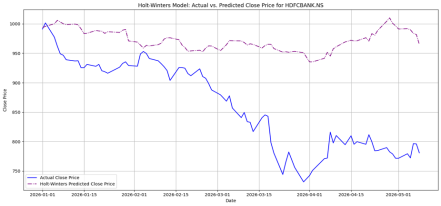 Holt-Winters Model: Actual vs. Predicted Close Price for HDFCBANK.NS
1000
950
900
850
800
750
Close Price
Actual Close Price
Holt-Winters Predicted Close Price
2026-01-01 2026-01-15 2026-02-01 2026-02-15 2026-03-01 2026-03-15 2026-04-01 2026-04-15 2026-05-01
Date